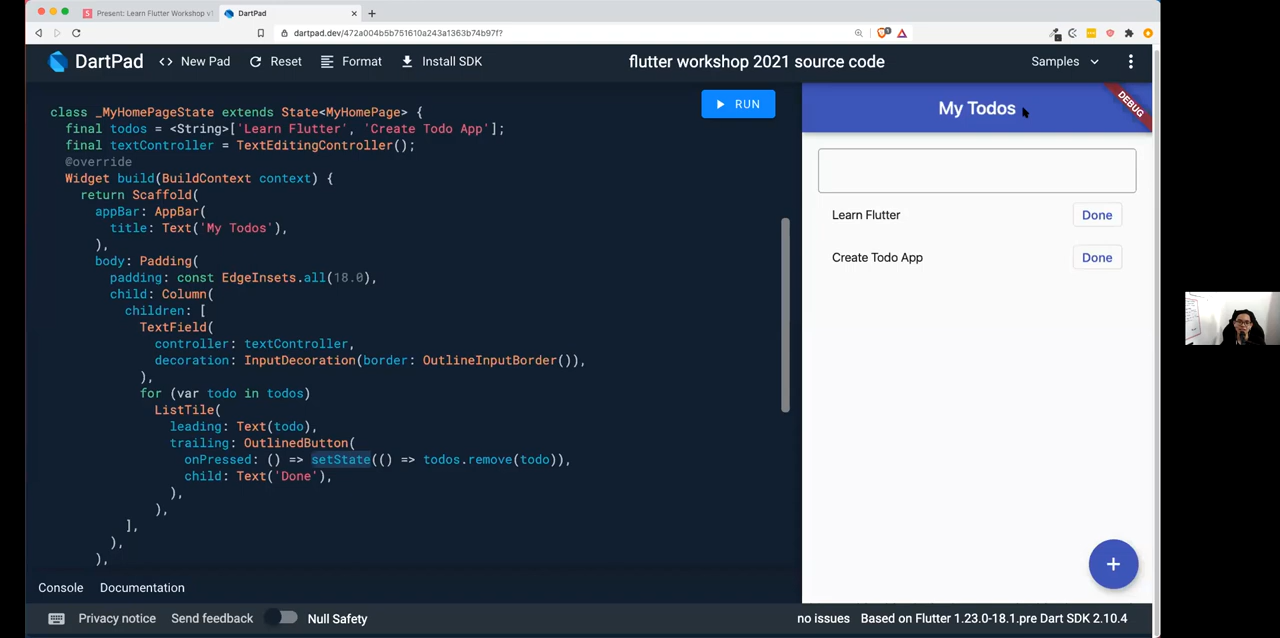 Present: Learn Flutter Workshop v
DartPad
dartpad.dev/472a004b5b751610a243a1363b74b97f?
DartPad
<> New Pad
Reset
Format
Install SDK
flutter workshop 2021 source code
Samples
class _MyHomePageState extends State<MyHomePage> {
final todos = <String>['Learn Flutter', 'Create Todo App'];
final textController = TextEditingController();
@override
Widget build(BuildContext context) {
return Scaffold(
appBar: AppBar(
title: Text('My Todos'),
),
body: Padding(
padding: const EdgeInsets.all(18.0),
child: Column(
children: [
TextField(
controller: textController,
decoration: InputDecoration(border: OutlineInputBorder()),
),
for (var todo in todos)
ListTile(
leading: Text(todo),
trailing: OutlinedButton(
onPressed: () => setState(() => todos.remove(todo)),
child: Text('Done'),
),
),
],
),
),
RUN
My Todos
DEBUG
Learn Flutter
Done
Create Todo App
Done
+
Console
Documentation
Privacy notice
Send feedback
Null Safety
no issues
Based on Flutter 1.23.0-18.1.pre Dart SDK 2.10.4